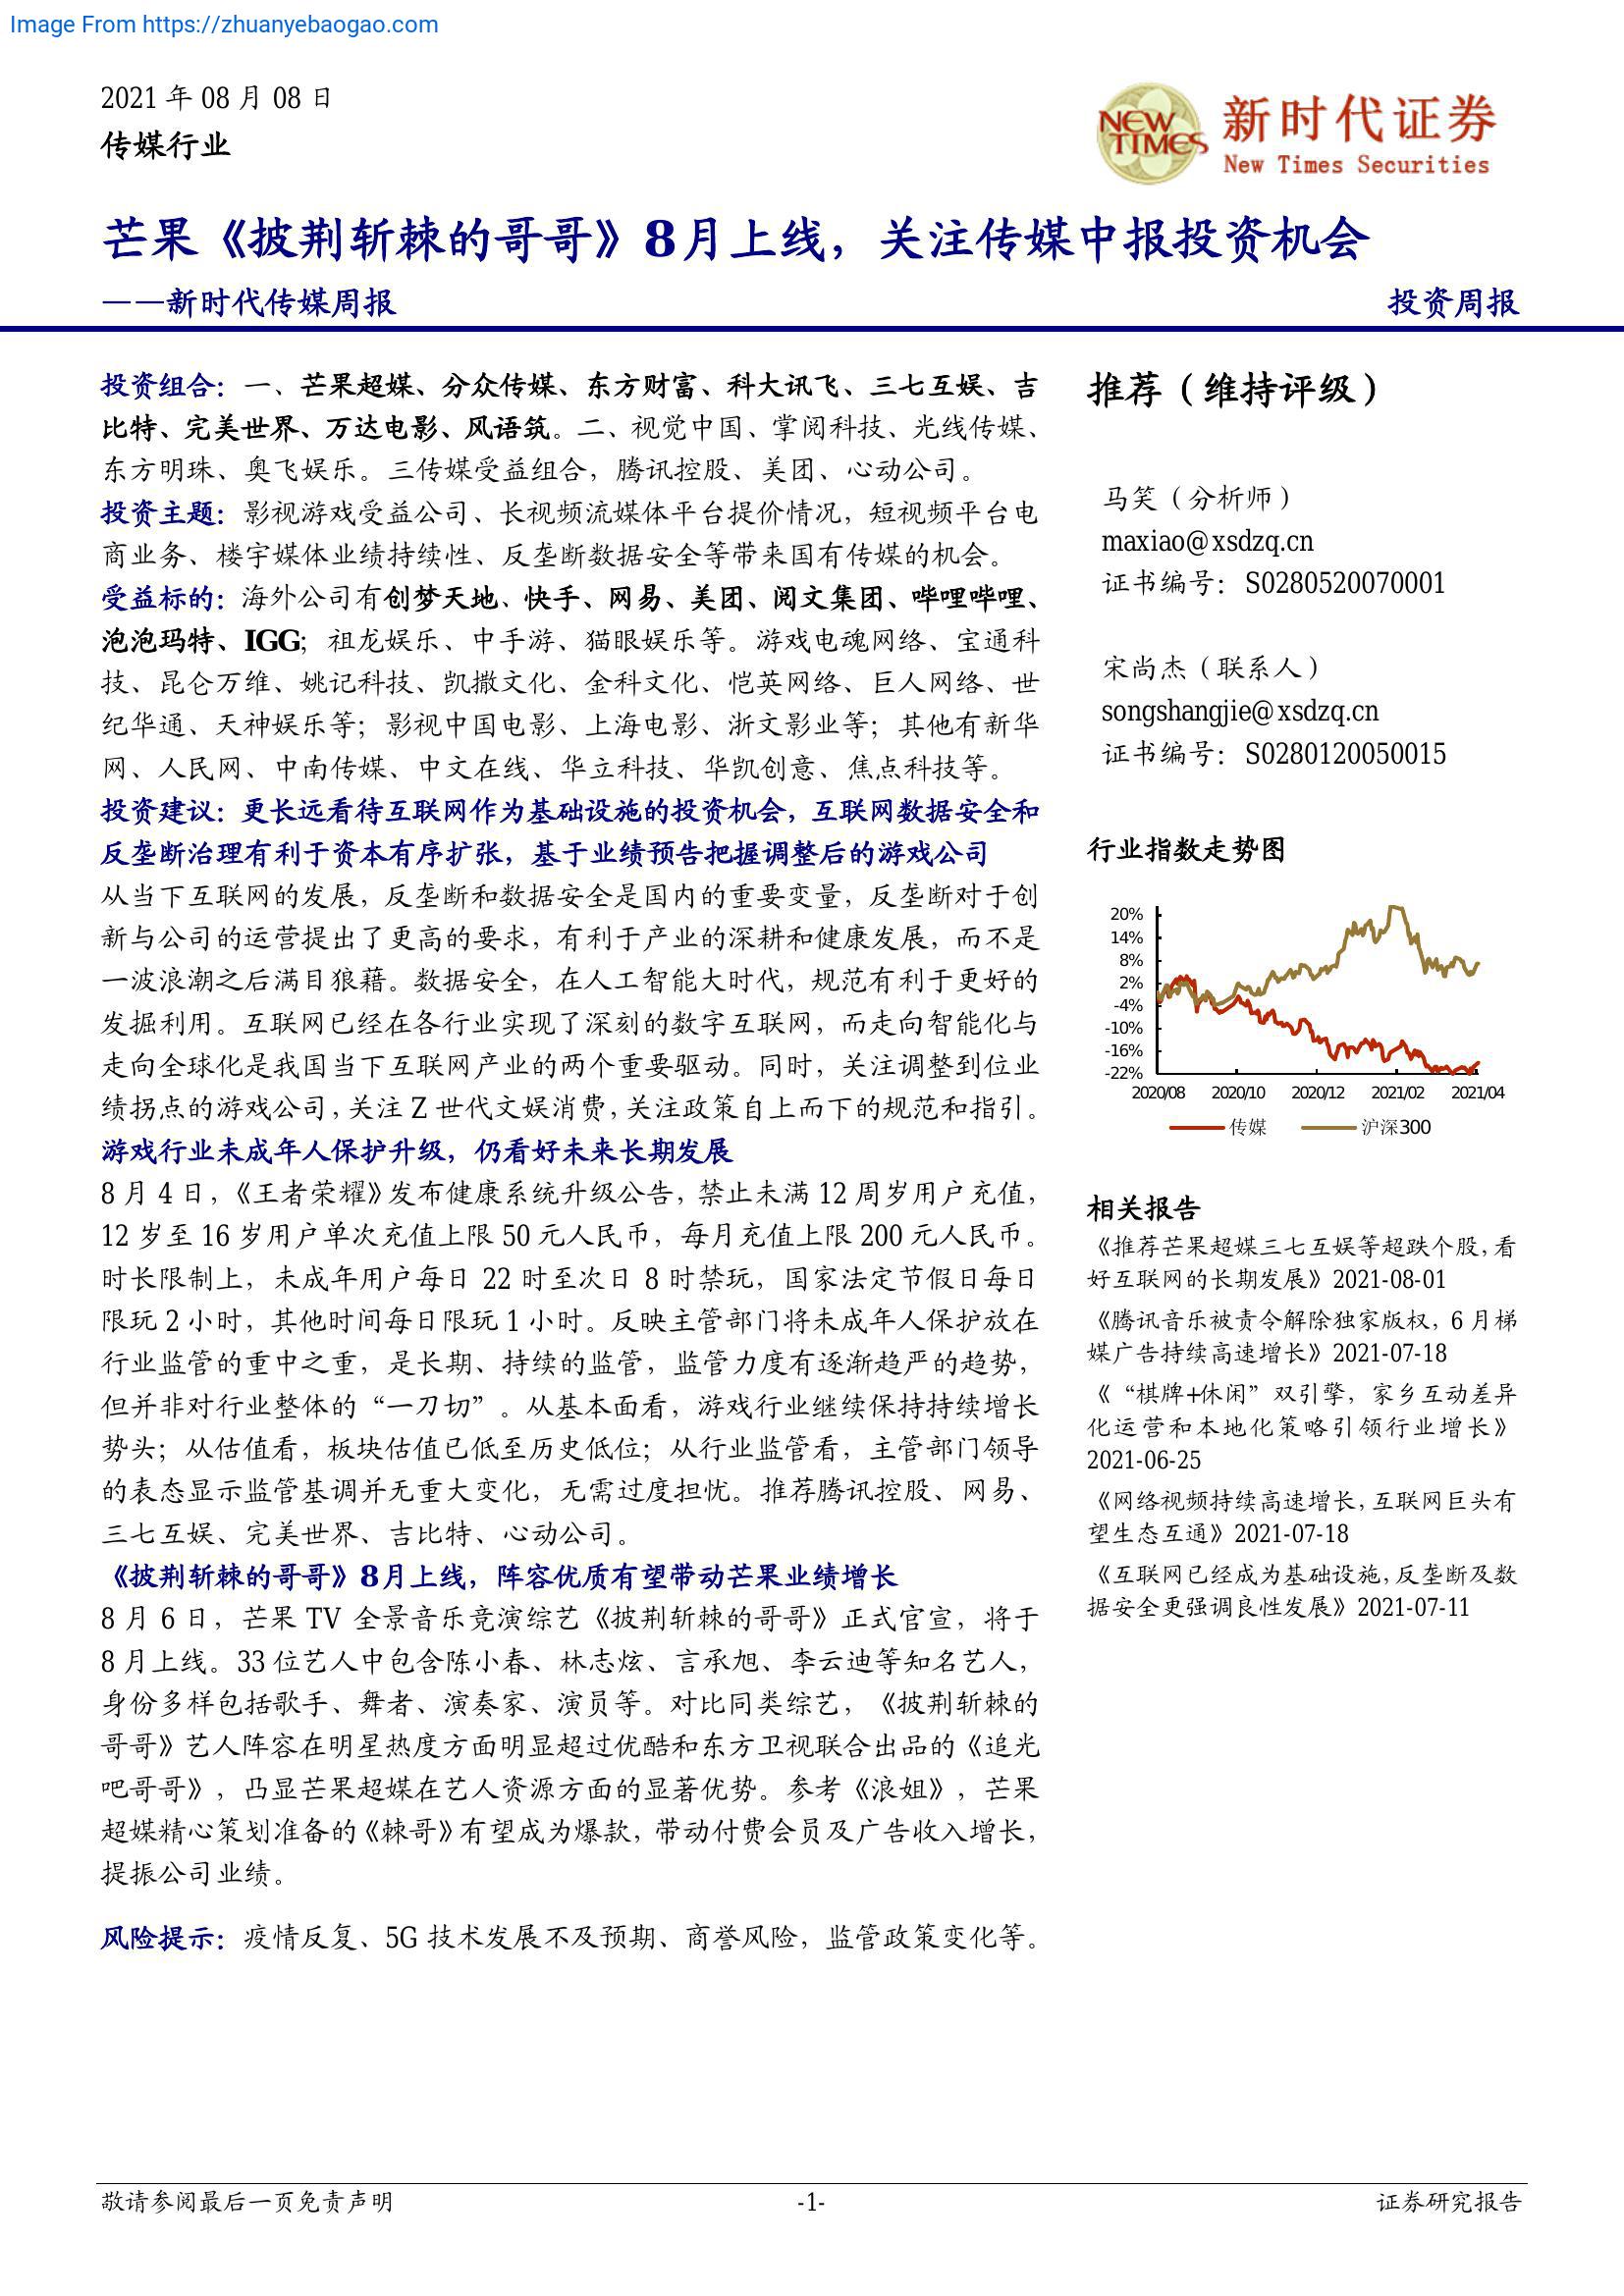 Image From https://zhuanyebaogao.com
2021 年 08 月 08 日
传媒行业
NEW TIMES
新时代证券
New Times Securities
芒果《披荆斩棘的哥哥》8月上线，关注传媒中报投资机会
——新时代传媒周报
投资周报
投资组合：一、芒果超媒、分众传媒、东方财富、科大讯飞、三七互娱、吉
比特、完美世界、万达电影、风语筑。二、视觉中国、掌阅科技、光线传媒、
东方明珠、奥飞娱乐。三传媒受益组合，腾讯控股、美团、心动公司。
投资主题：影视游戏受益公司、长视频流媒体平台提价情况，短视频平台电
商业务、楼宇媒体业绩持续性、反垄断数据安全等带来国有传媒的机会。
受益标的：海外公司有创梦天地、快手、网易、美团、阅文集团、哔哩哔哩、
泡泡玛特、IGG；祖龙娱乐、中手游、猫眼娱乐等。游戏电魂网络、宝通科
技、昆仑万维、姚记科技、凯撒文化、金科文化、恺英网络、巨人网络、世
纪华通、天神娱乐等；影视中国电影、上海电影、浙文影业等；其他有新华
网、人民网、中南传媒、中文在线、华立科技、华凯创意、焦点科技等。
投资建议：更长远看待互联网作为基础设施的投资机会，互联网数据安全和
反垄断治理有利于资本有序扩张，基于业绩预告把握调整后的游戏公司
从当下互联网的发展，反垄断和数据安全是国内的重要变量，反垄断对于创
新与公司的运营提出了更高的要求，有利于产业的深耕和健康发展，而不是
一波浪潮之后满目狼藉。数据安全，在人工智能大时代，规范有利于更好的
发掘利用。互联网已经在各行业实现了深刻的数字互联网，而走向智能化与
走向全球化是我国当下互联网产业的两个重要驱动。同时，关注调整到位业
绩拐点的游戏公司，关注 Z 世代文娱消费，关注政策自上而下的规范和指引。
游戏行业未成年人保护升级，仍看好未来长期发展
8 月 4 日，《王者荣耀》发布健康系统升级公告，禁止未满 12 周岁用户充值，
12 岁至 16 岁用户单次充值上限 50 元人民币，每月充值上限 200 元人民币。
时长限制上，未成年用户每日 22 时至次日 8 时禁玩，国家法定节假日每日
限玩 2 小时，其他时间每日限玩 1 小时。反映主管部门将未成年人保护放在
行业监管的重中之重，是长期、持续的监管，监管力度有逐渐趋严的趋势，
但并非对行业整体的“一刀切”。从基本面看，游戏行业继续保持持续增长
势头；从估值看，板块估值已低至历史低位；从行业监管看，主管部门领导
的表态显示监管基调并无重大变化，无需过度担忧。推荐腾讯控股、网易、
三七互娱、完美世界、吉比特、心动公司。
《披荆斩棘的哥哥》8月上线，阵容优质有望带动芒果业绩增长
8 月 6 日，芒果 TV 全景音乐竞演综艺《披荆斩棘的哥哥》正式官宣，将于
8 月上线。33 位艺人中包含陈小春、林志炫、言承旭、李云迪等知名艺人，
身份多样包括歌手、舞者、演奏家、演员等。对比同类综艺，《披荆斩棘的
哥哥》艺人阵容在明星热度方面明显超过优酷和东方卫视联合出品的《追光
吧哥哥》，凸显芒果超媒在艺人资源方面的显著优势。参考《浪姐》，芒果
超媒精心策划准备的《棘哥》有望成为爆款，带动付费会员及广告收入增长，
提振公司业绩。
风险提示：疫情反复、5G 技术发展不及预期、商誉风险，监管政策变化等。
推荐（维持评级）
马笑（分析师）
maxiao@xsdzq.cn
证书编号：S0280520070001
宋尚杰（联系人）
songshangjie@xsdzq.cn
证书编号：S0280120050015
行业指数走势图
20%
14%
8%
2%
-4%
-10%
-16%
-22%
2020/08 2020/10 2020/12 2021/02 2021/04
传媒 沪深300
相关报告
《推荐芒果超媒三七互娱等超跌个股，看
好互联网的长期发展》2021-08-01
《腾讯音乐被责令解除独家版权，6 月梯
媒广告持续高速增长》2021-07-18
《“棋牌+休闲”双引擎，家乡互动差异
化运营和本地化策略引领行业增长》
2021-06-25
《网络视频持续高速增长，互联网巨头有
望生态互通》2021-07-18
《互联网已经成为基础设施，反垄断及数
据安全更强调良性发展》2021-07-11
敬请参阅最后一页免责声明
-1-
证券研究报告